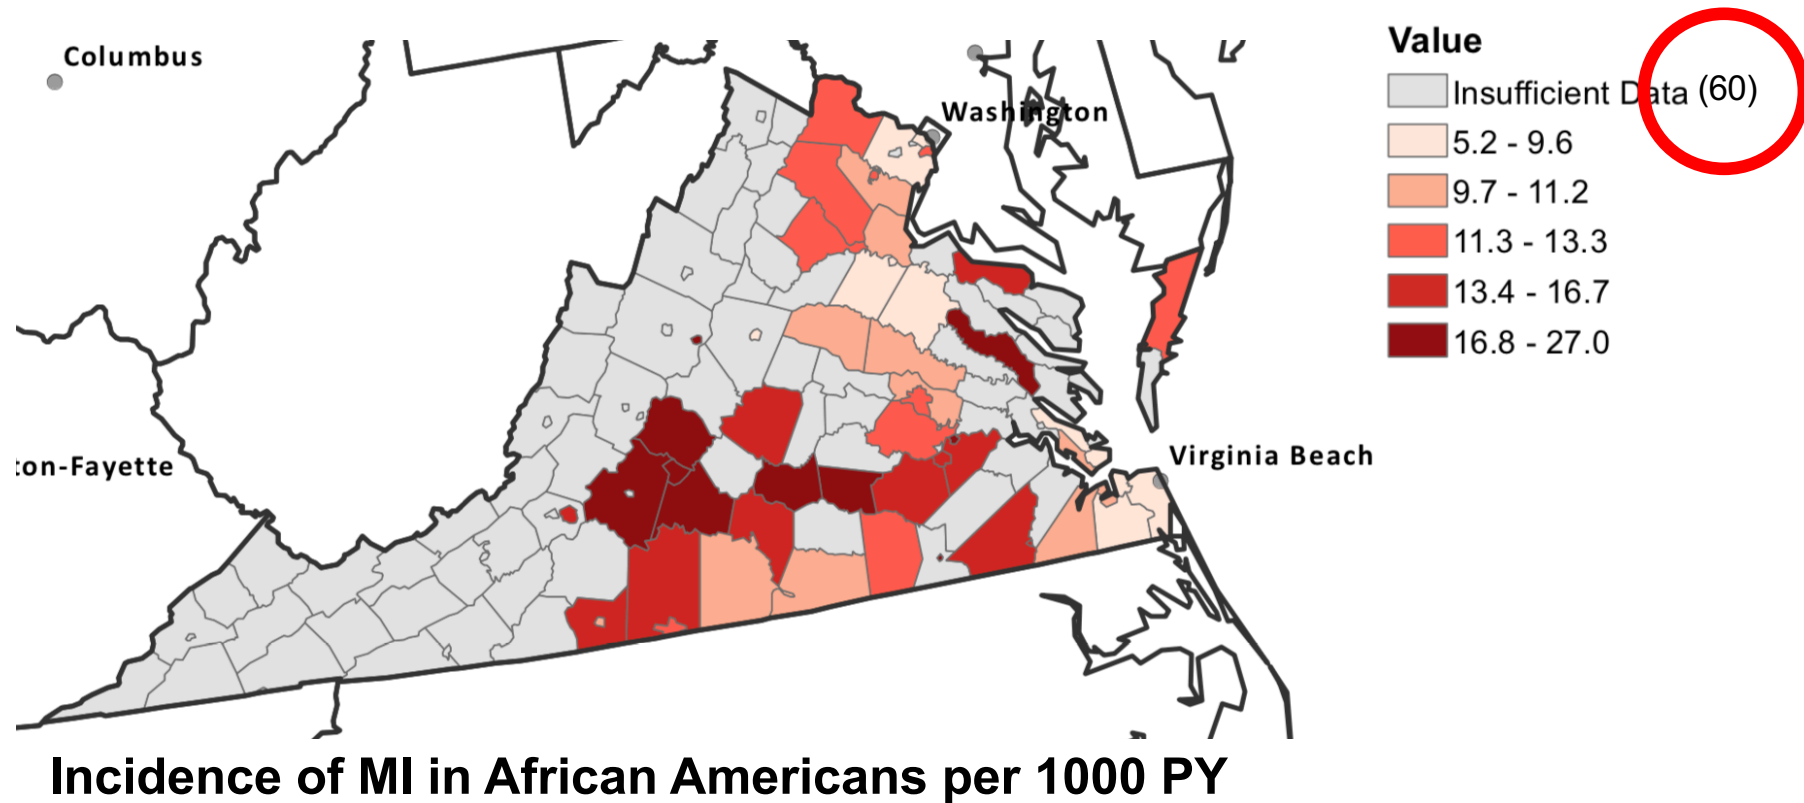 Columbus
Washington
ton-Fayette
Virginia Beach
Value
Insufficient Data (60)
5.2 - 9.6
9.7 - 11.2
11.3 - 13.3
13.4 - 16.7
16.8 - 27.0
Incidence of MI in African Americans per 1000 PY